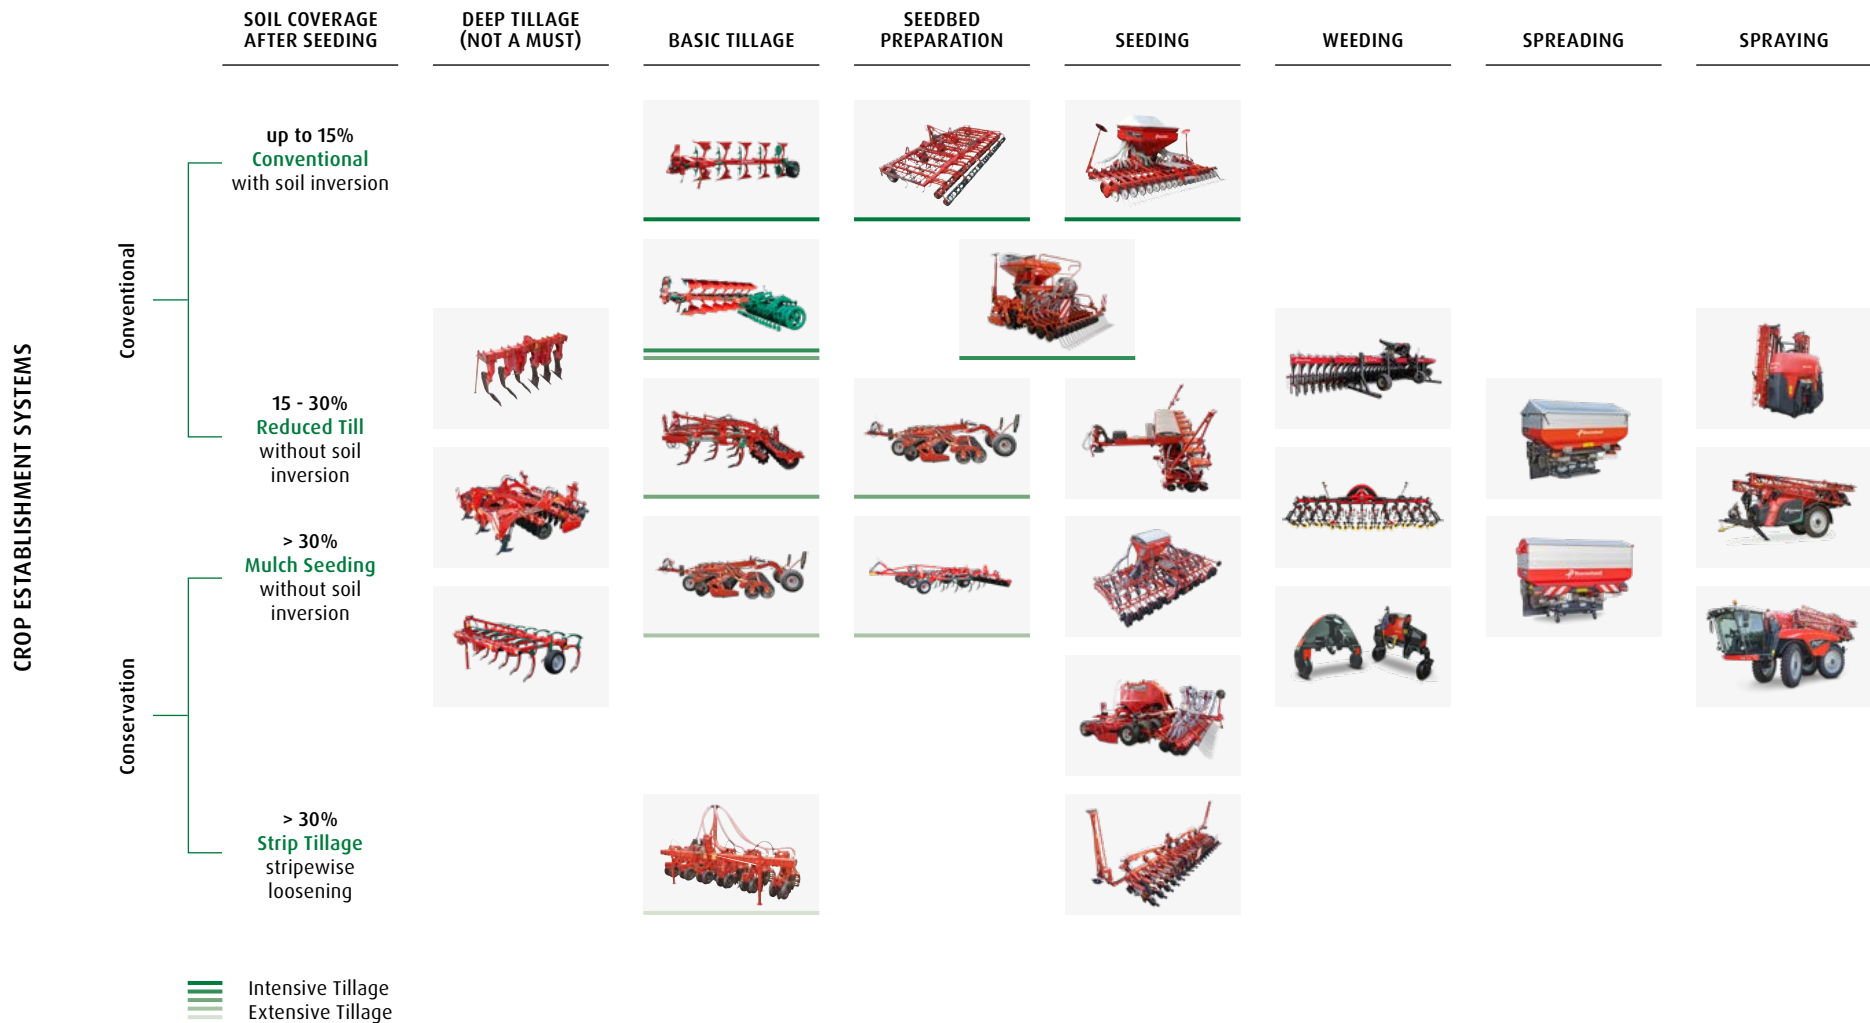 SOIL COVERAGE
AFTER SEEDING
DEEP TILLAGE
(NOT A MUST)
BASIC TILLAGE
SEEDBED
PREPARATION
SEEDING
WEEDING
SPREADING
SPRAYING
CROP ESTABLISHMENT SYSTEMS
Conventional
up to 15%
Conventional
with soil inversion
15 - 30%
Reduced Till
without soil
inversion
Conservation
> 30%
Mulch Seeding
without soil
inversion
> 30%
Strip Tillage
stripewise
loosening
Intensive Tillage
Extensive Tillage